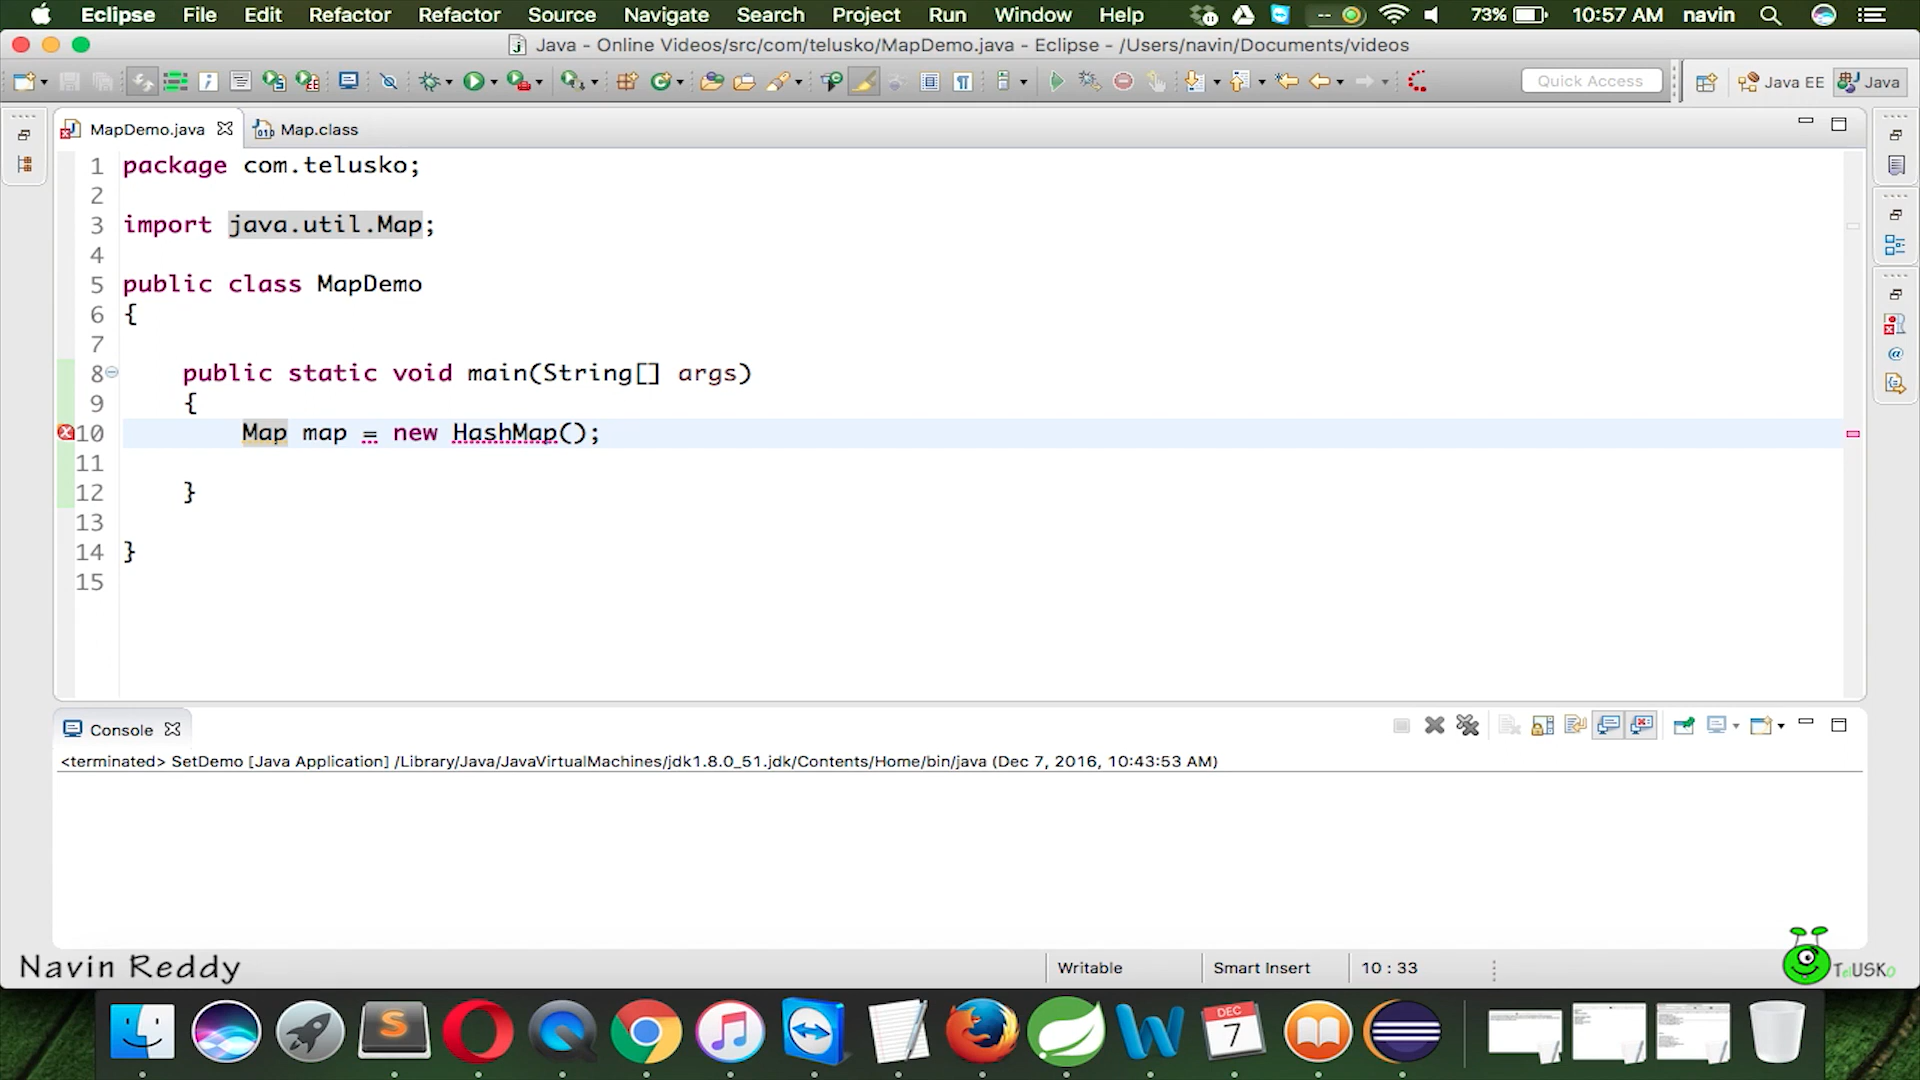 Eclipse File Edit Refactor Refactor Source Navigate Search Project Run Window Help -- 73% 10:57 AM navin
Java - Online Videos/src/com/telusko/MapDemo.java - Eclipse - /Users/navin/Documents/videos
Quick Access Java EE Java
MapDemo.java Map.class
1 package com.telusko;
2
3 import java.util.Map;
4
5 public class MapDemo
6 {
7
8 public static void main(String[] args)
9 {
10 Map map = new HashMap();
11
12 }
13
14 }
15
Console
<terminated> SetDemo [Java Application] /Library/Java/JavaVirtualMachines/jdk1.8.0_51.jdk/Contents/Home/bin/java (Dec 7, 2016, 10:43:53 AM)
Navin Reddy Writable Smart Insert 10 : 33 TelUSKo
DEC
7